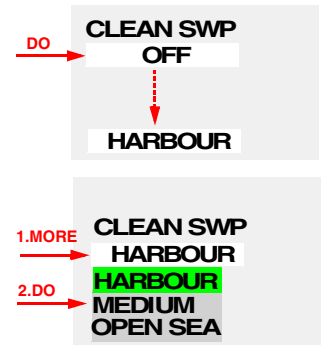 CLEAN SWP
DO
OFF
HARBOUR
CLEAN SWP
1.MORE
HARBOUR
HARBOUR
2.DO
MEDIUM
OPEN SEA